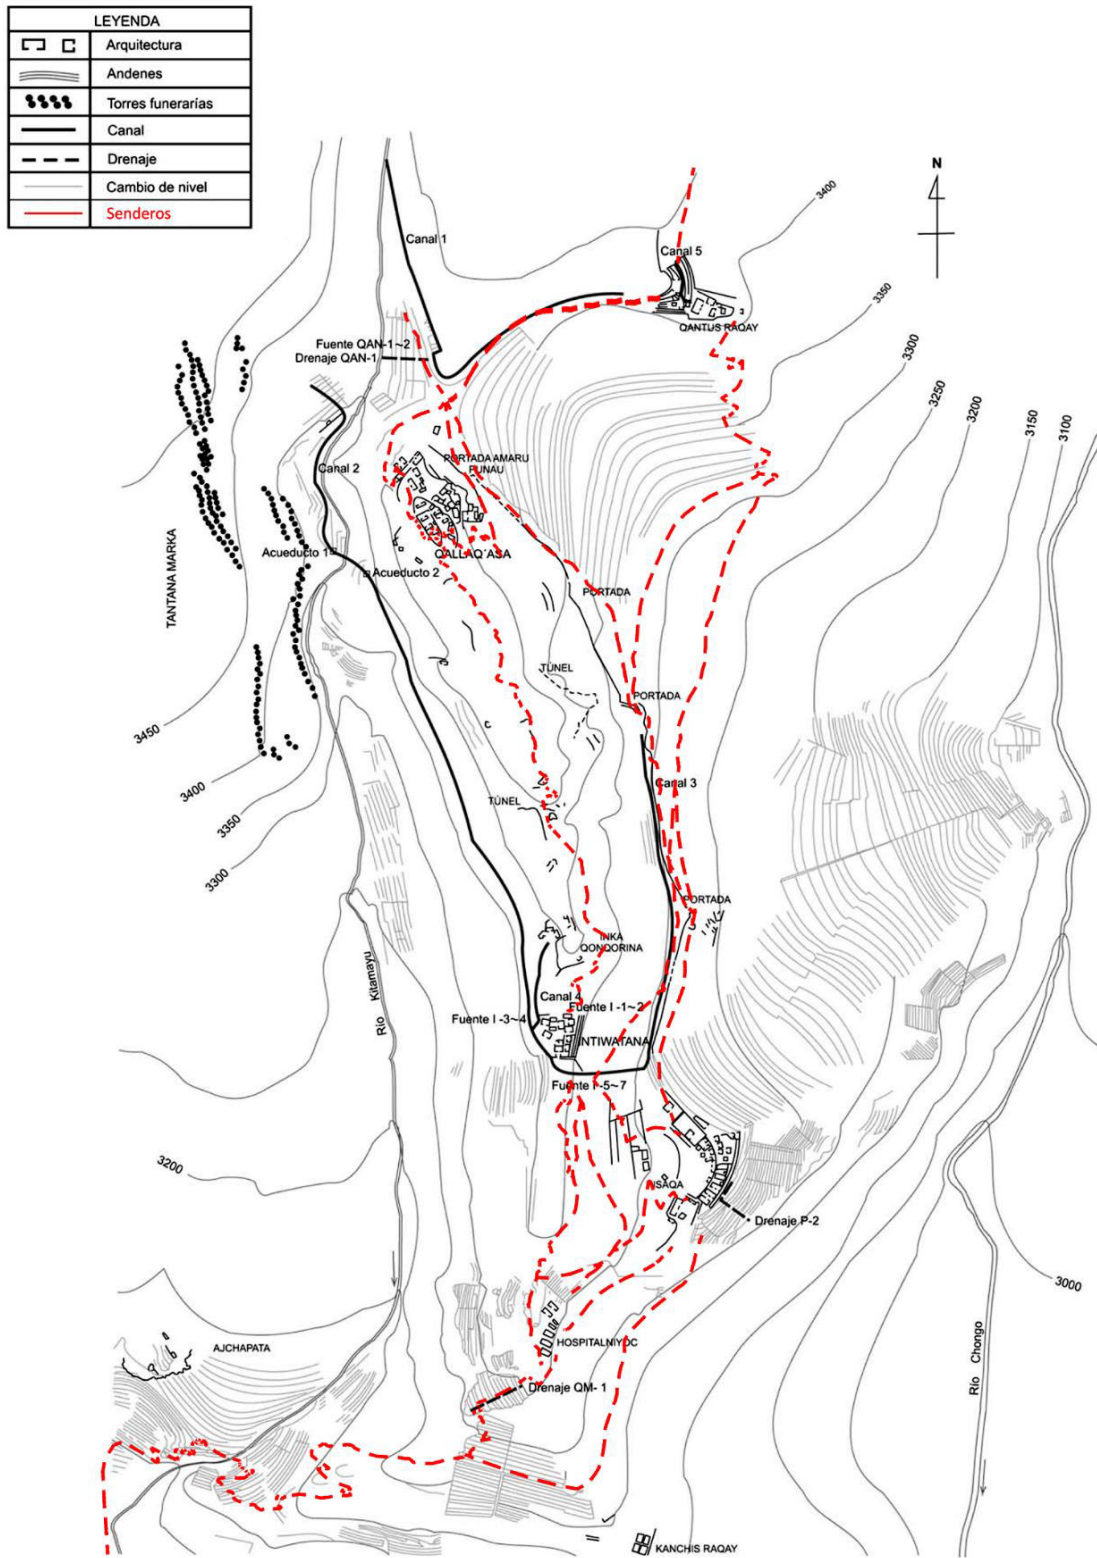 LEYENDA
Arquitectura
Andenes
Torres funerarías
Canal
Drenaje
Cambio de nivel
Senderos
N
3400
Canal 1
Canal 5
3350
QANTUS RAQAY
Fuente QAN-1~2
Drenaje QAN-1
3300
3250
3200
3150
3100
PORTADA AMARU
PUNAU
Canal 2
QALLAQ´ASA
Acueducto 1
Acueducto 2
TANTANA MARKA
PORTADA
TÚNEL
PORTADA
3450
3400
3350
3300
Canal 3
TÚNEL
PORTADA
INKA
QONQORINA
Río Kitamayu
Canal 4
Fuente I -1~2
Fuente I -3~4
INTIWATANA
Fuente I -5~7
3200
Drenaje P-2
3000
AJCHAPATA
HOSPITALNIYOC
Río Chongo
Drenaje QM- 1
KANCHIS RAQAY